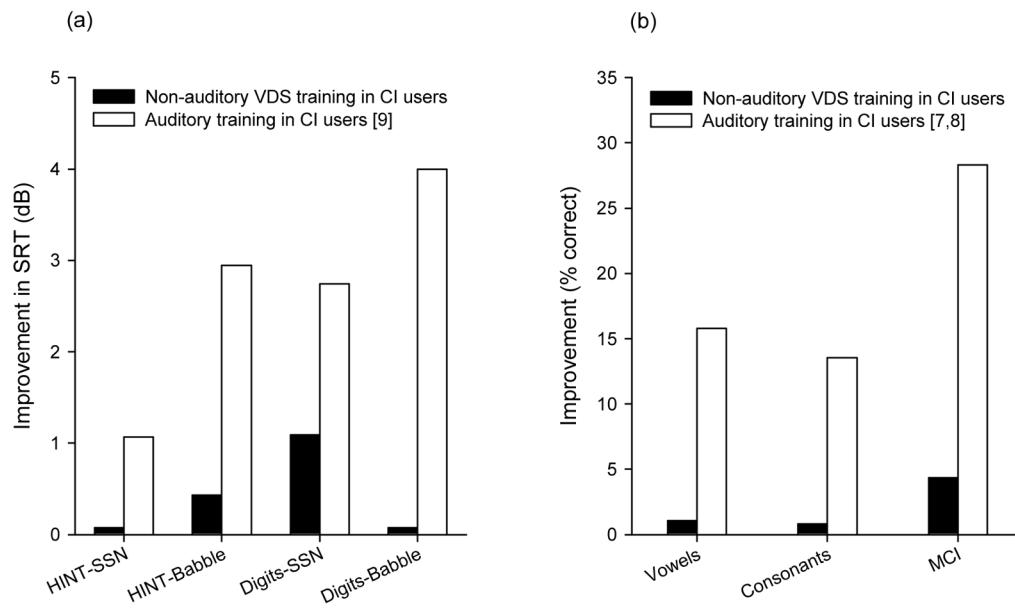 (a)
Non-auditory VDS training in CI users
Auditory training in CI users [9]
Improvement in SRT (dB)
5
4
3
2
1
0
HINT-SSN
HINT-Babble
Digits-SSN
Digits-Babble
(b)
Non-auditory VDS training in CI users
Auditory training in CI users [7,8]
Improvement (% correct)
35
30
25
20
15
10
5
0
Vowels
Consonants
MCI